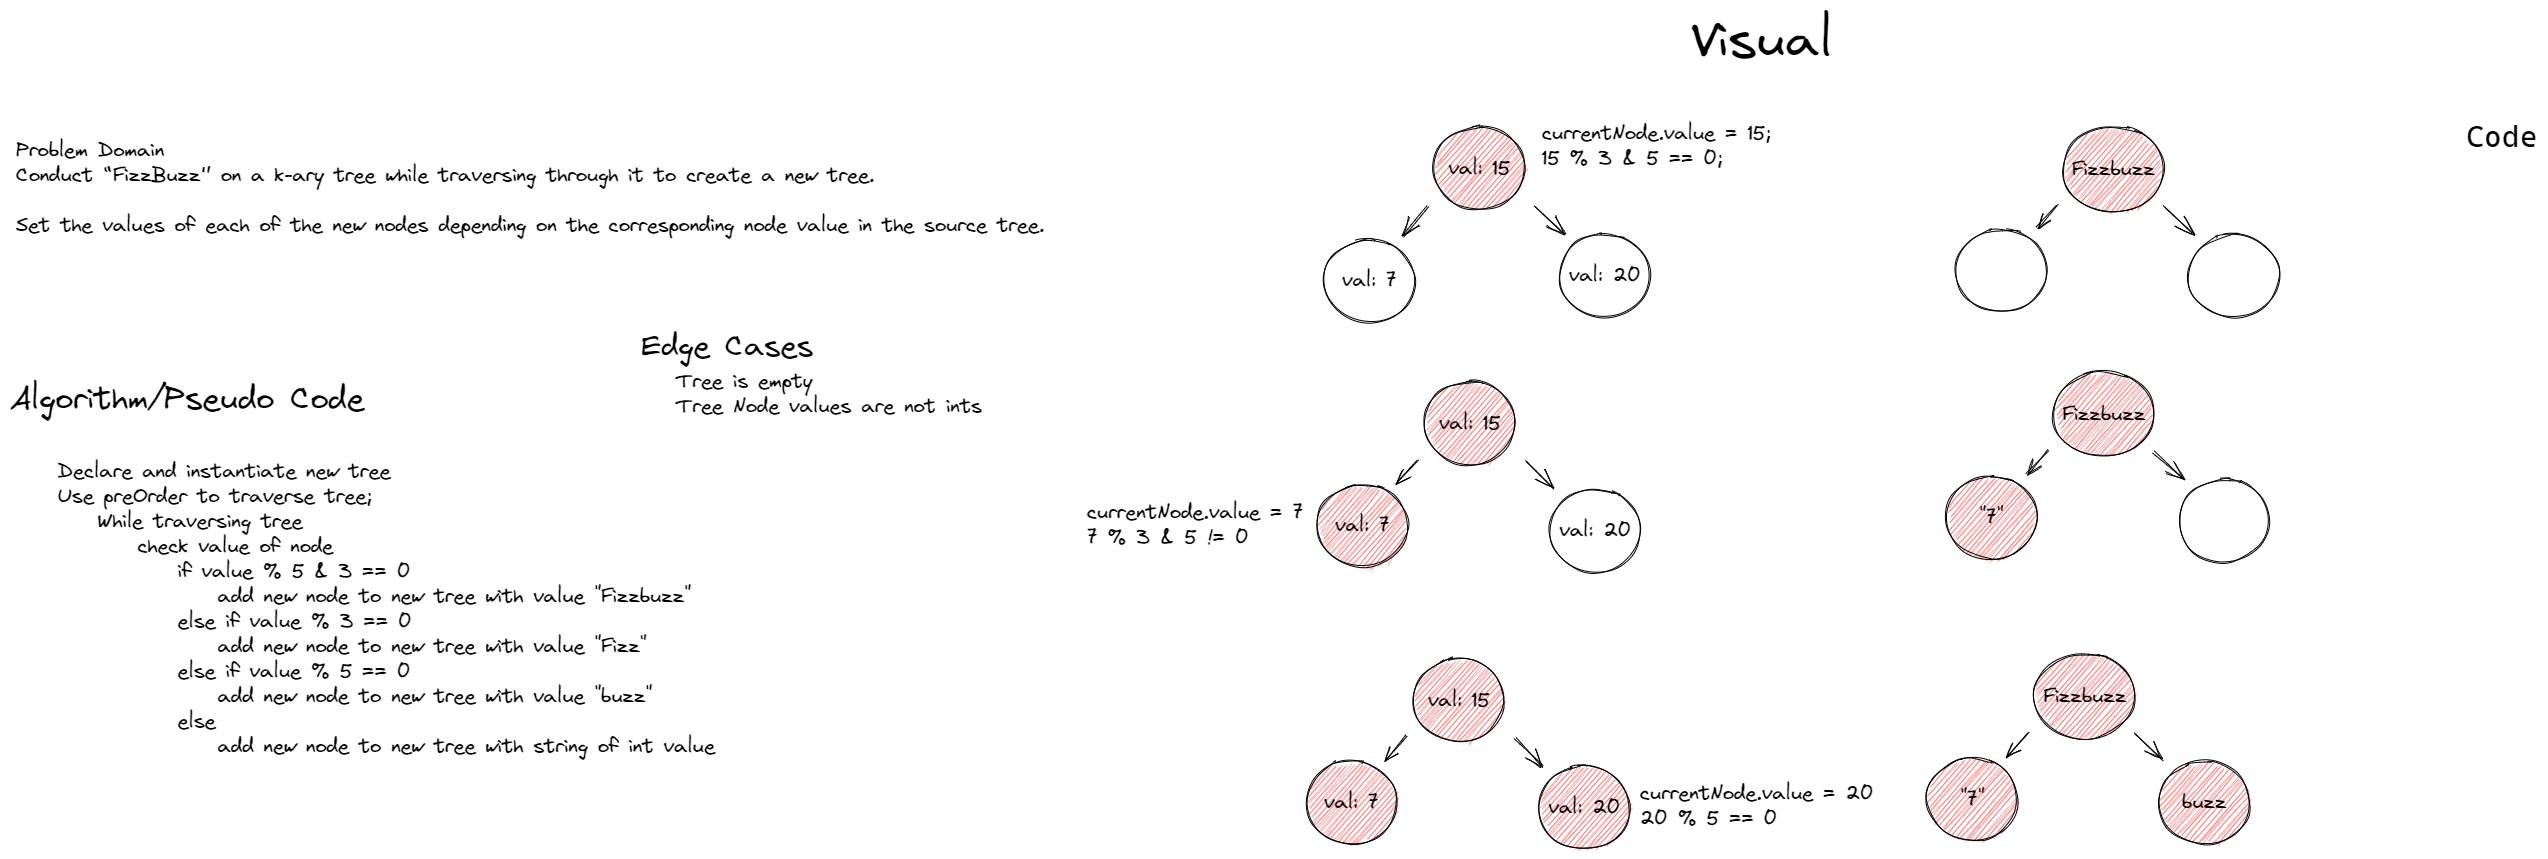 Visual
Code
Problem Domain
Conduct "FizzBuzz" on a k-ary tree while traversing through it to create a new tree.
Set the values of each of the new nodes depending on the corresponding node value in the source tree.
Edge Cases
Tree is empty
Tree Node values are not ints
Algorithm/Pseudo Code
Declare and instantiate new tree
Use preOrder to traverse tree;
While traversing tree
check value of node
if value % 5 & 3 == 0
add new node to new tree with value "Fizzbuzz"
else if value % 3 == 0
add new node to new tree with value "Fizz"
else if value % 5 == 0
add new node to new tree with value "buzz"
else
add new node to new tree with string of int value
val: 15
currentNode.value = 15;
15 % 3 & 5 == 0;
val: 7
val: 20
Fizzbuzz
val: 15
currentNode.value = 7
7 % 3 & 5 != 0
val: 7
val: 20
Fizzbuzz
"7"
val: 15
val: 7
val: 20
currentNode.value = 20
20 % 5 == 0
Fizzbuzz
"7"
buzz